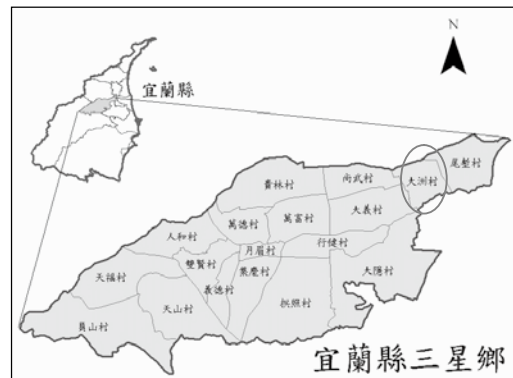 N
宜蘭縣
尾塹村
大洲村
尚武村
貴林村
大義村
萬富村
萬德村
行健村
人和村
月眉村
雙賢村
集慶村
大隱村
天福村
義德村
天山村
拱照村
員山村
宜蘭縣三星鄉